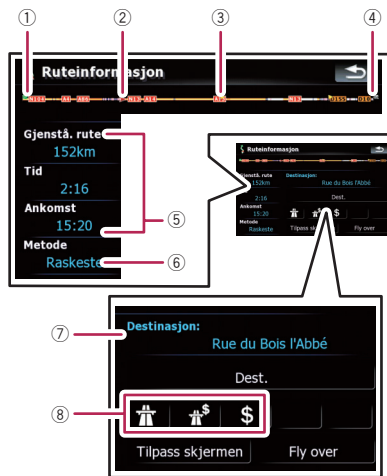 ① ② ③ ④
Ruteinformasjon
Gjenstå. rute
152km
Tid
2:16
Ankomst
15:20
Metode
Raskeste
⑤
⑥
Ruteinformasjon
Gjenstå. rute
152km
2:16
Ankomst
15:20
Metode
Raskeste
Destinasjon:
Rue du Bois l'Abbé
Dest.
$
$
Tilpass skjermen
Fly over
⑦
Destinasjon:
Rue du Bois l'Abbé
Dest.
⑧
$
$
Tilpass skjermen
Fly over